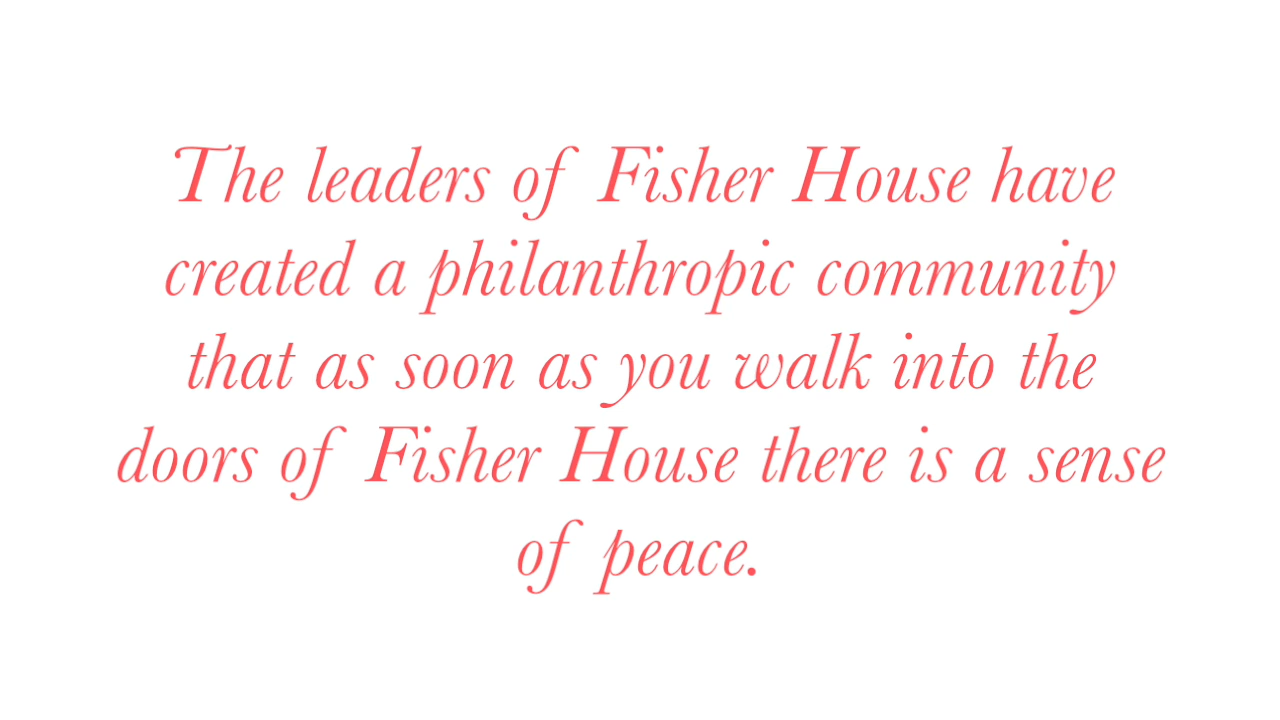 The leaders of Fisher House have
created a philanthropic community
that as soon as you walk into the
doors of Fisher House there is a sense
of peace.